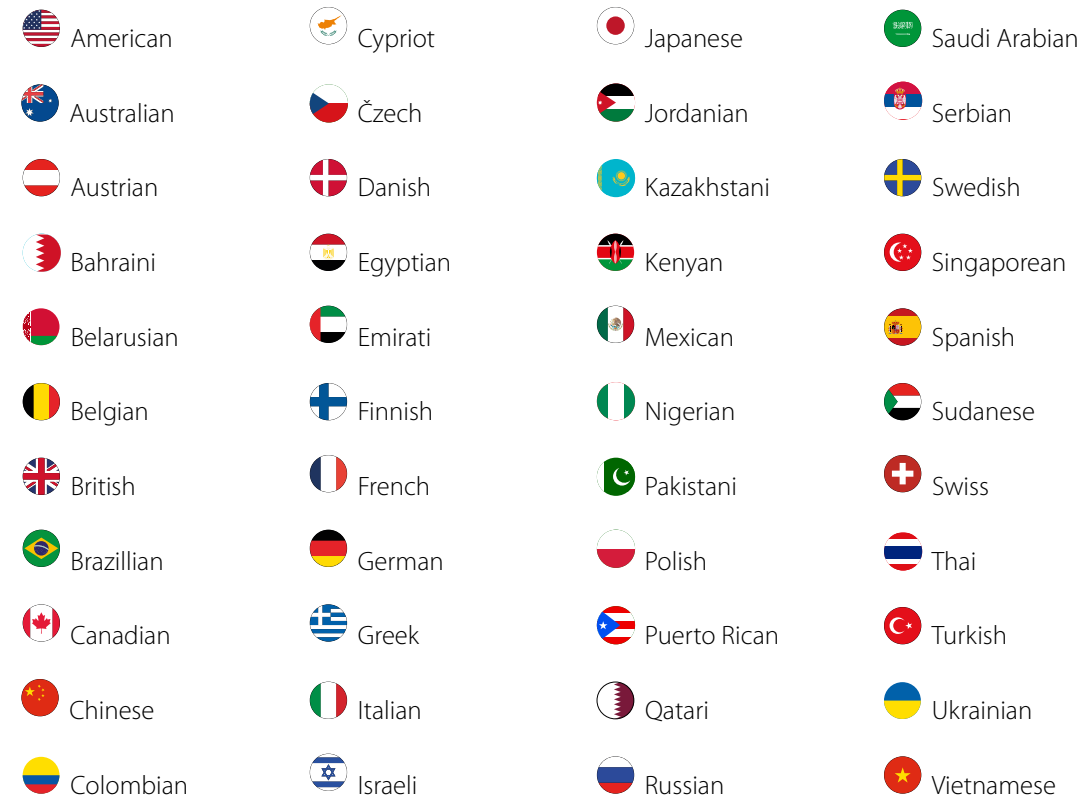 American
Australian
Austrian
Bahraini
Belarusian
Belgian
British
Brazillian
Canadian
Chinese
Colombian
Cypriot
Čzech
Danish
Egyptian
Emirati
Finnish
French
German
Greek
Italian
Israeli
Japanese
Jordanian
Kazakhstani
Kenyan
Mexican
Nigerian
Pakistani
Polish
Puerto Rican
Qatari
Russian
Saudi Arabian
Serbian
Swedish
Singaporean
Spanish
Sudanese
Swiss
Thai
Turkish
Ukrainian
Vietnamese